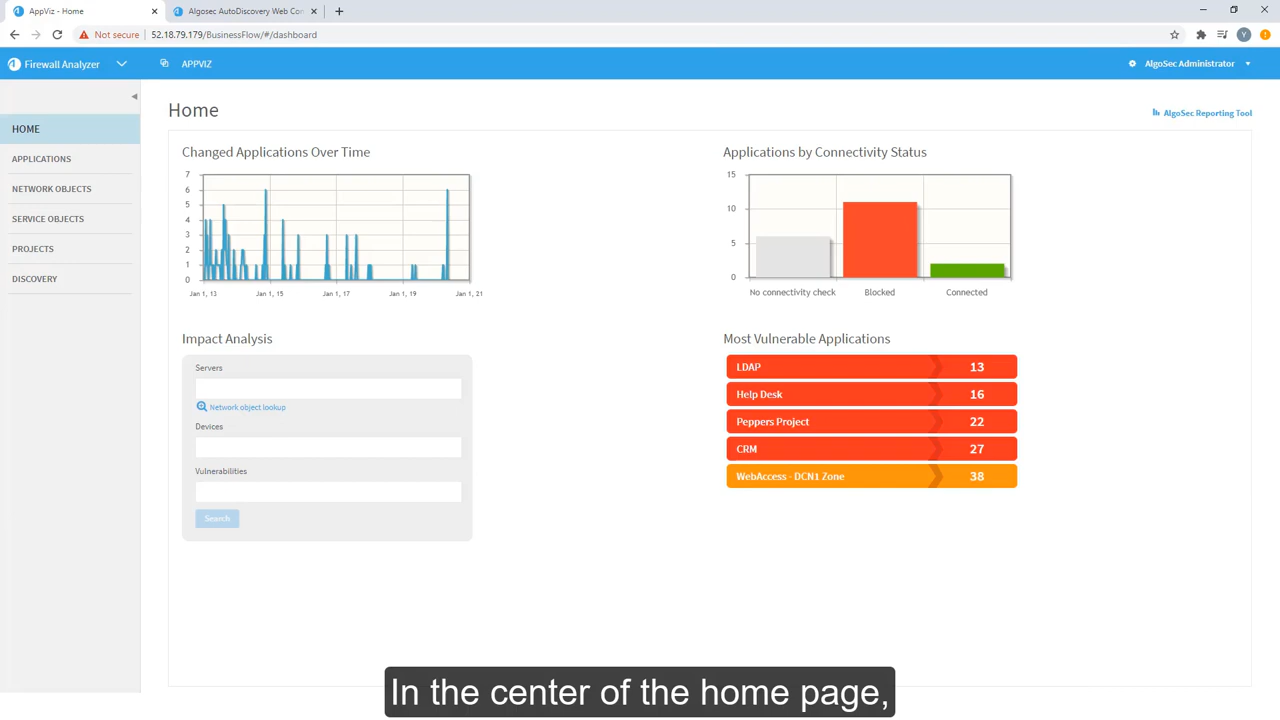 AppViz - Home
Algosec AutoDiscovery Web Con
Not secure
52.18.79.179/BusinessFlow/#/dashboard
Y
Firewall Analyzer
APPVIZ
AlgoSec Administrator
HOME
APPLICATIONS
NETWORK OBJECTS
SERVICE OBJECTS
PROJECTS
DISCOVERY
Home
AlgoSec Reporting Tool
Changed Applications Over Time
7
6
5
4
3
2
1
0
Jan 1, 13 Jan 1, 15 Jan 1, 17 Jan 1, 19 Jan 1, 21
Applications by Connectivity Status
15
10
5
0
No connectivity check Blocked Connected
Impact Analysis
Servers
Network object lookup
Devices
Vulnerabilities
Search
Most Vulnerable Applications
LDAP 13
Help Desk 16
Peppers Project 22
CRM 27
WebAccess - DCN1 Zone 38
In the center of the home page,